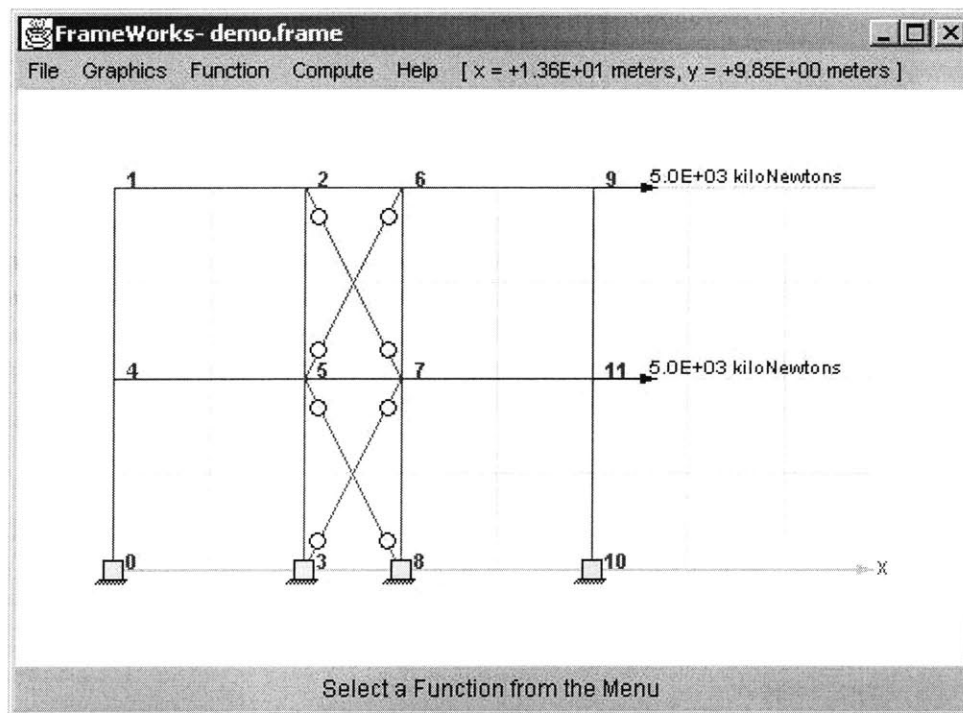 FrameWorks- demo.frame
File Graphics Function Compute Help [ x = +1.36E+01 meters, y = +9.85E+00 meters ]
1 2 6 9 5.0E+03 kiloNewtons
4 5 7 11 5.0E+03 kiloNewtons
0 3 8 10 X
Select a Function from the Menu